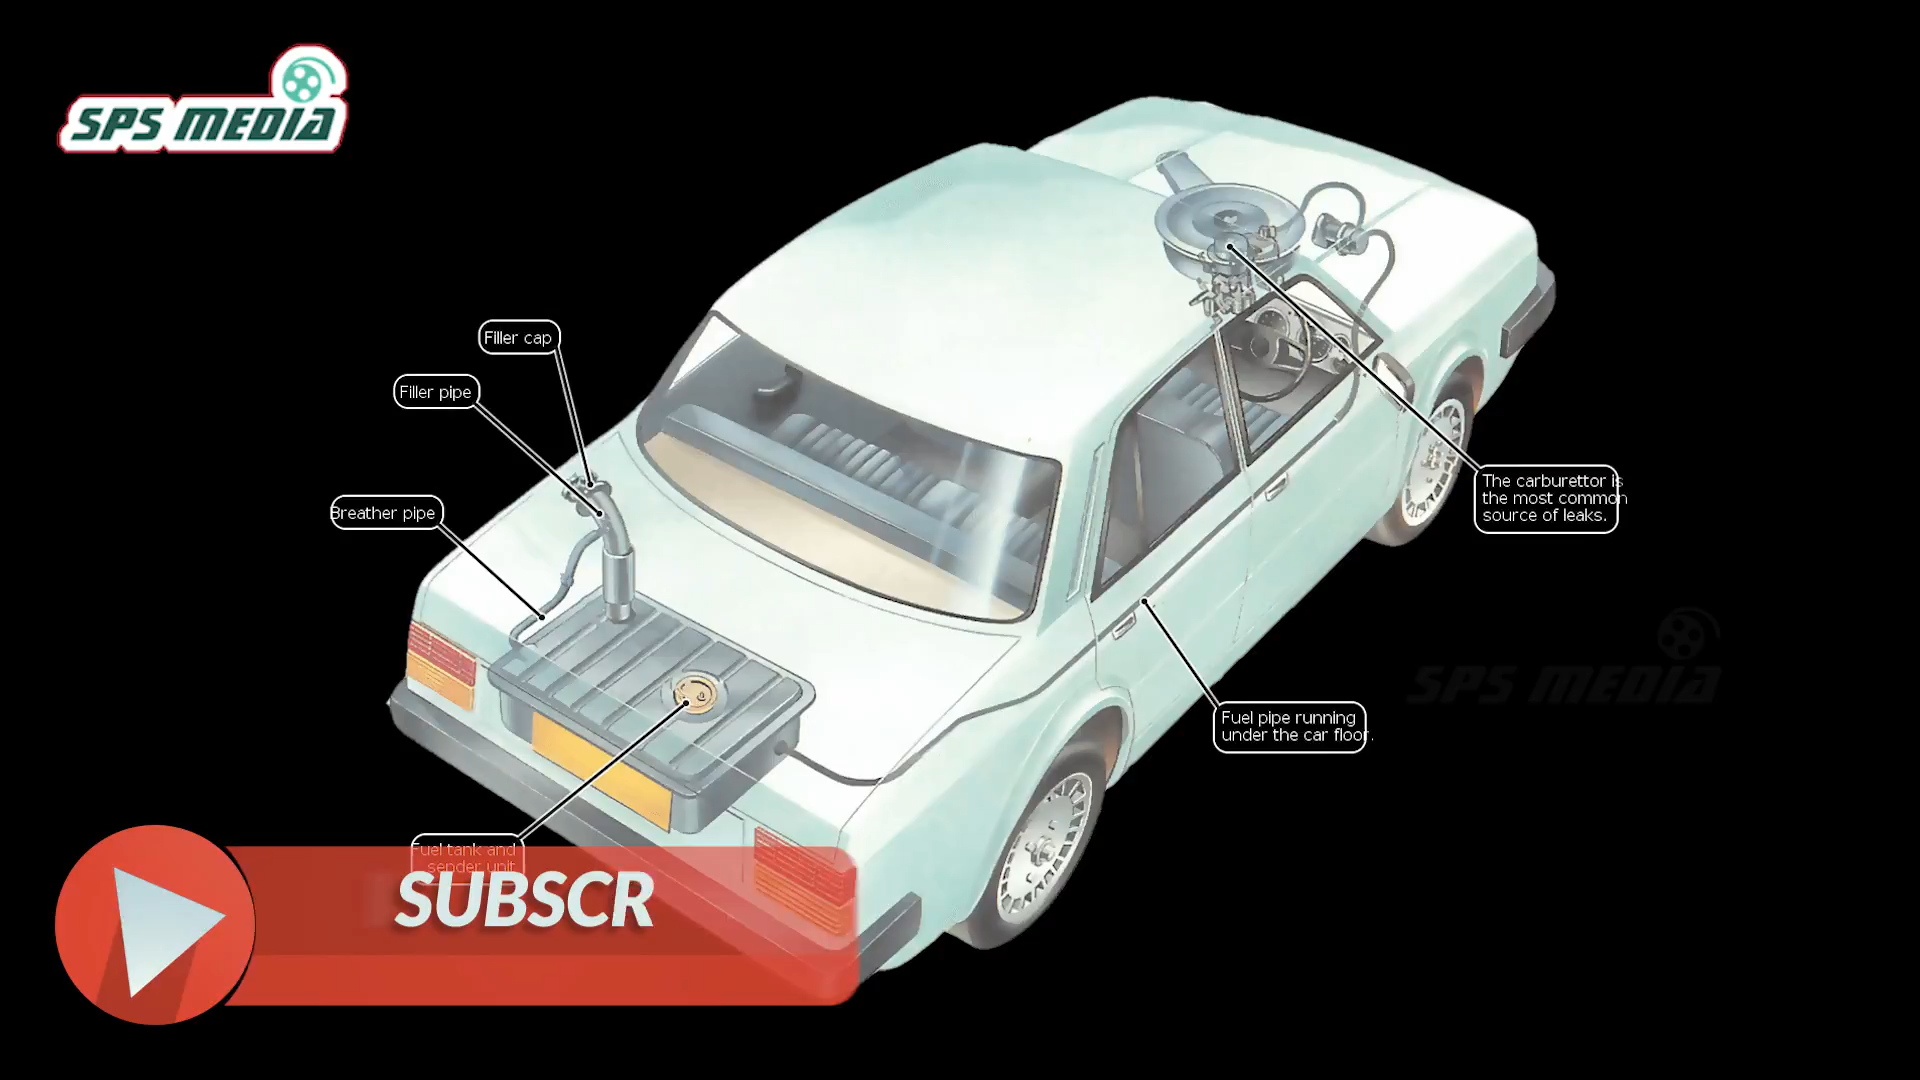 SPS MEDIA
Filler cap
Filler pipe
Breather pipe
The carburettor is
the most common
source of leaks.
SPS MEDIA
Fuel pipe running
under the car floor.
Fuel tank and
sender unit
SUBSCR